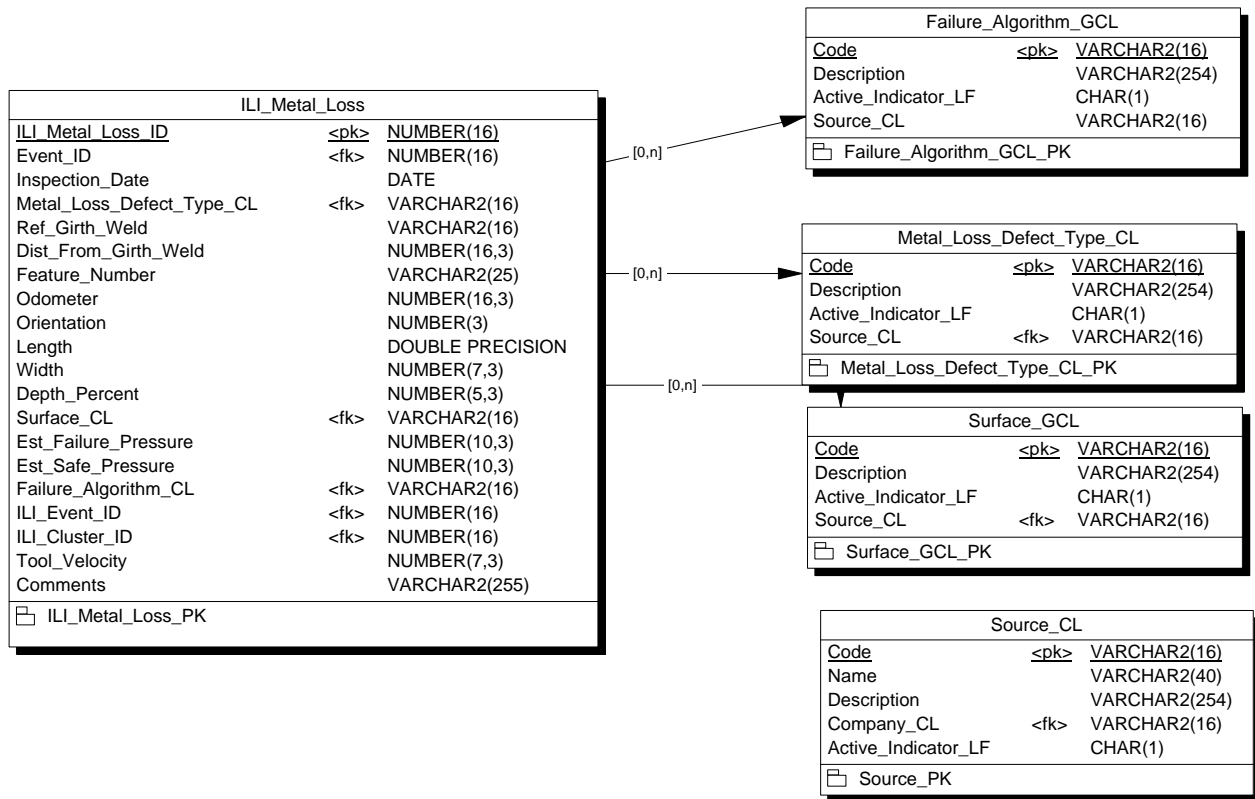 ILI_Metal_Loss
ILI_Metal_Loss_ID <pk> NUMBER(16)
Event_ID <fk> NUMBER(16)
Inspection_Date DATE
Metal_Loss_Defect_Type_CL <fk> VARCHAR2(16)
Ref_Girth_Weld VARCHAR2(16)
Dist_From_Girth_Weld NUMBER(16,3)
Feature_Number VARCHAR2(25)
Odometer NUMBER(16,3)
Orientation NUMBER(3)
Length DOUBLE PRECISION
Width NUMBER(7,3)
Depth_Percent NUMBER(5,3)
Surface_CL <fk> VARCHAR2(16)
Est_Failure_Pressure NUMBER(10,3)
Est_Safe_Pressure NUMBER(10,3)
Failure_Algorithm_CL <fk> VARCHAR2(16)
ILI_Event_ID <fk> NUMBER(16)
ILI_Cluster_ID <fk> NUMBER(16)
Tool_Velocity NUMBER(7,3)
Comments VARCHAR2(255)
ILI_Metal_Loss_PK
[0,n]
[0,n]
[0,n]
Failure_Algorithm_GCL
Code <pk> VARCHAR2(16)
Description VARCHAR2(254)
Active_Indicator_LF CHAR(1)
Source_CL VARCHAR2(16)
Failure_Algorithm_GCL_PK
Metal_Loss_Defect_Type_CL
Code <pk> VARCHAR2(16)
Description VARCHAR2(254)
Active_Indicator_LF CHAR(1)
Source_CL <fk> VARCHAR2(16)
Metal_Loss_Defect_Type_CL_PK
Surface_GCL
Code <pk> VARCHAR2(16)
Description VARCHAR2(254)
Active_Indicator_LF CHAR(1)
Source_CL <fk> VARCHAR2(16)
Surface_GCL_PK
Source_CL
Code <pk> VARCHAR2(16)
Name VARCHAR2(40)
Description VARCHAR2(254)
Company_CL <fk> VARCHAR2(16)
Active_Indicator_LF CHAR(1)
Source_PK